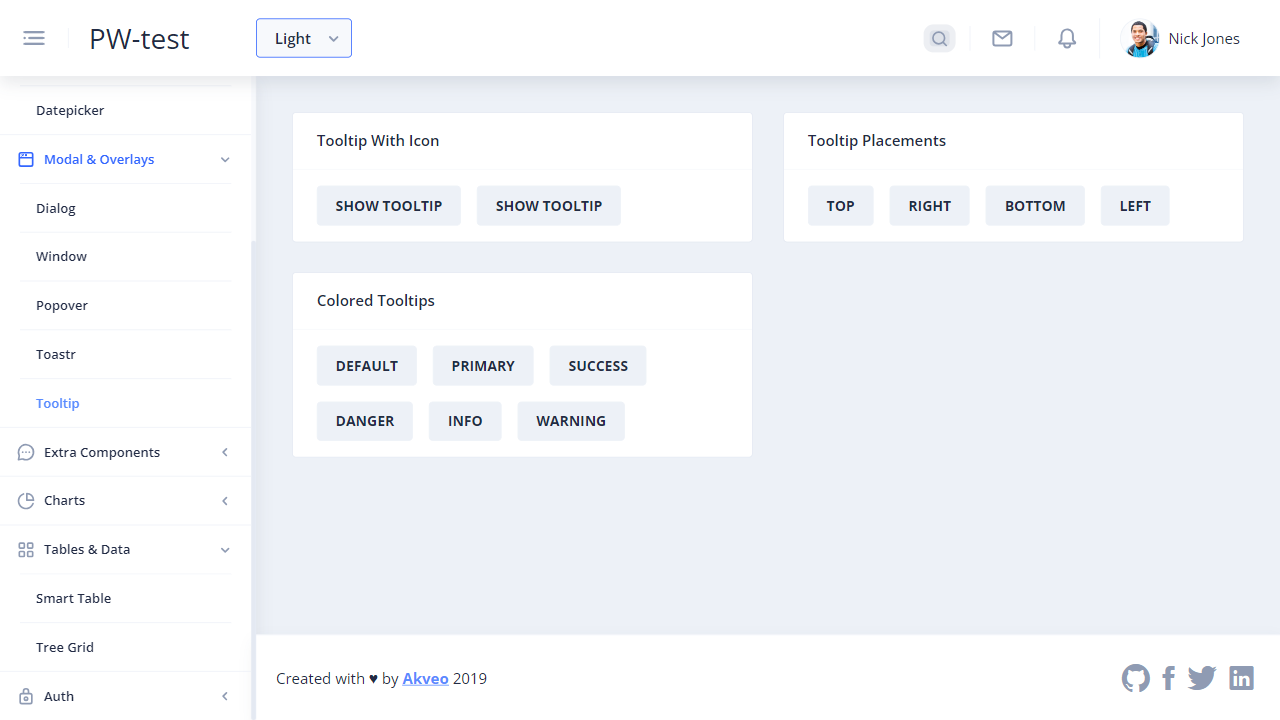 PW-test
Light
Nick Jones
Datepicker
Modal & Overlays
Dialog
Window
Popover
Toastr
Tooltip
Extra Components
Charts
Tables & Data
Smart Table
Tree Grid
Auth
Tooltip With Icon
SHOW TOOLTIP SHOW TOOLTIP
Tooltip Placements
TOP RIGHT BOTTOM LEFT
Colored Tooltips
DEFAULT PRIMARY SUCCESS
DANGER INFO WARNING
Created with ♥ by Akveo 2019